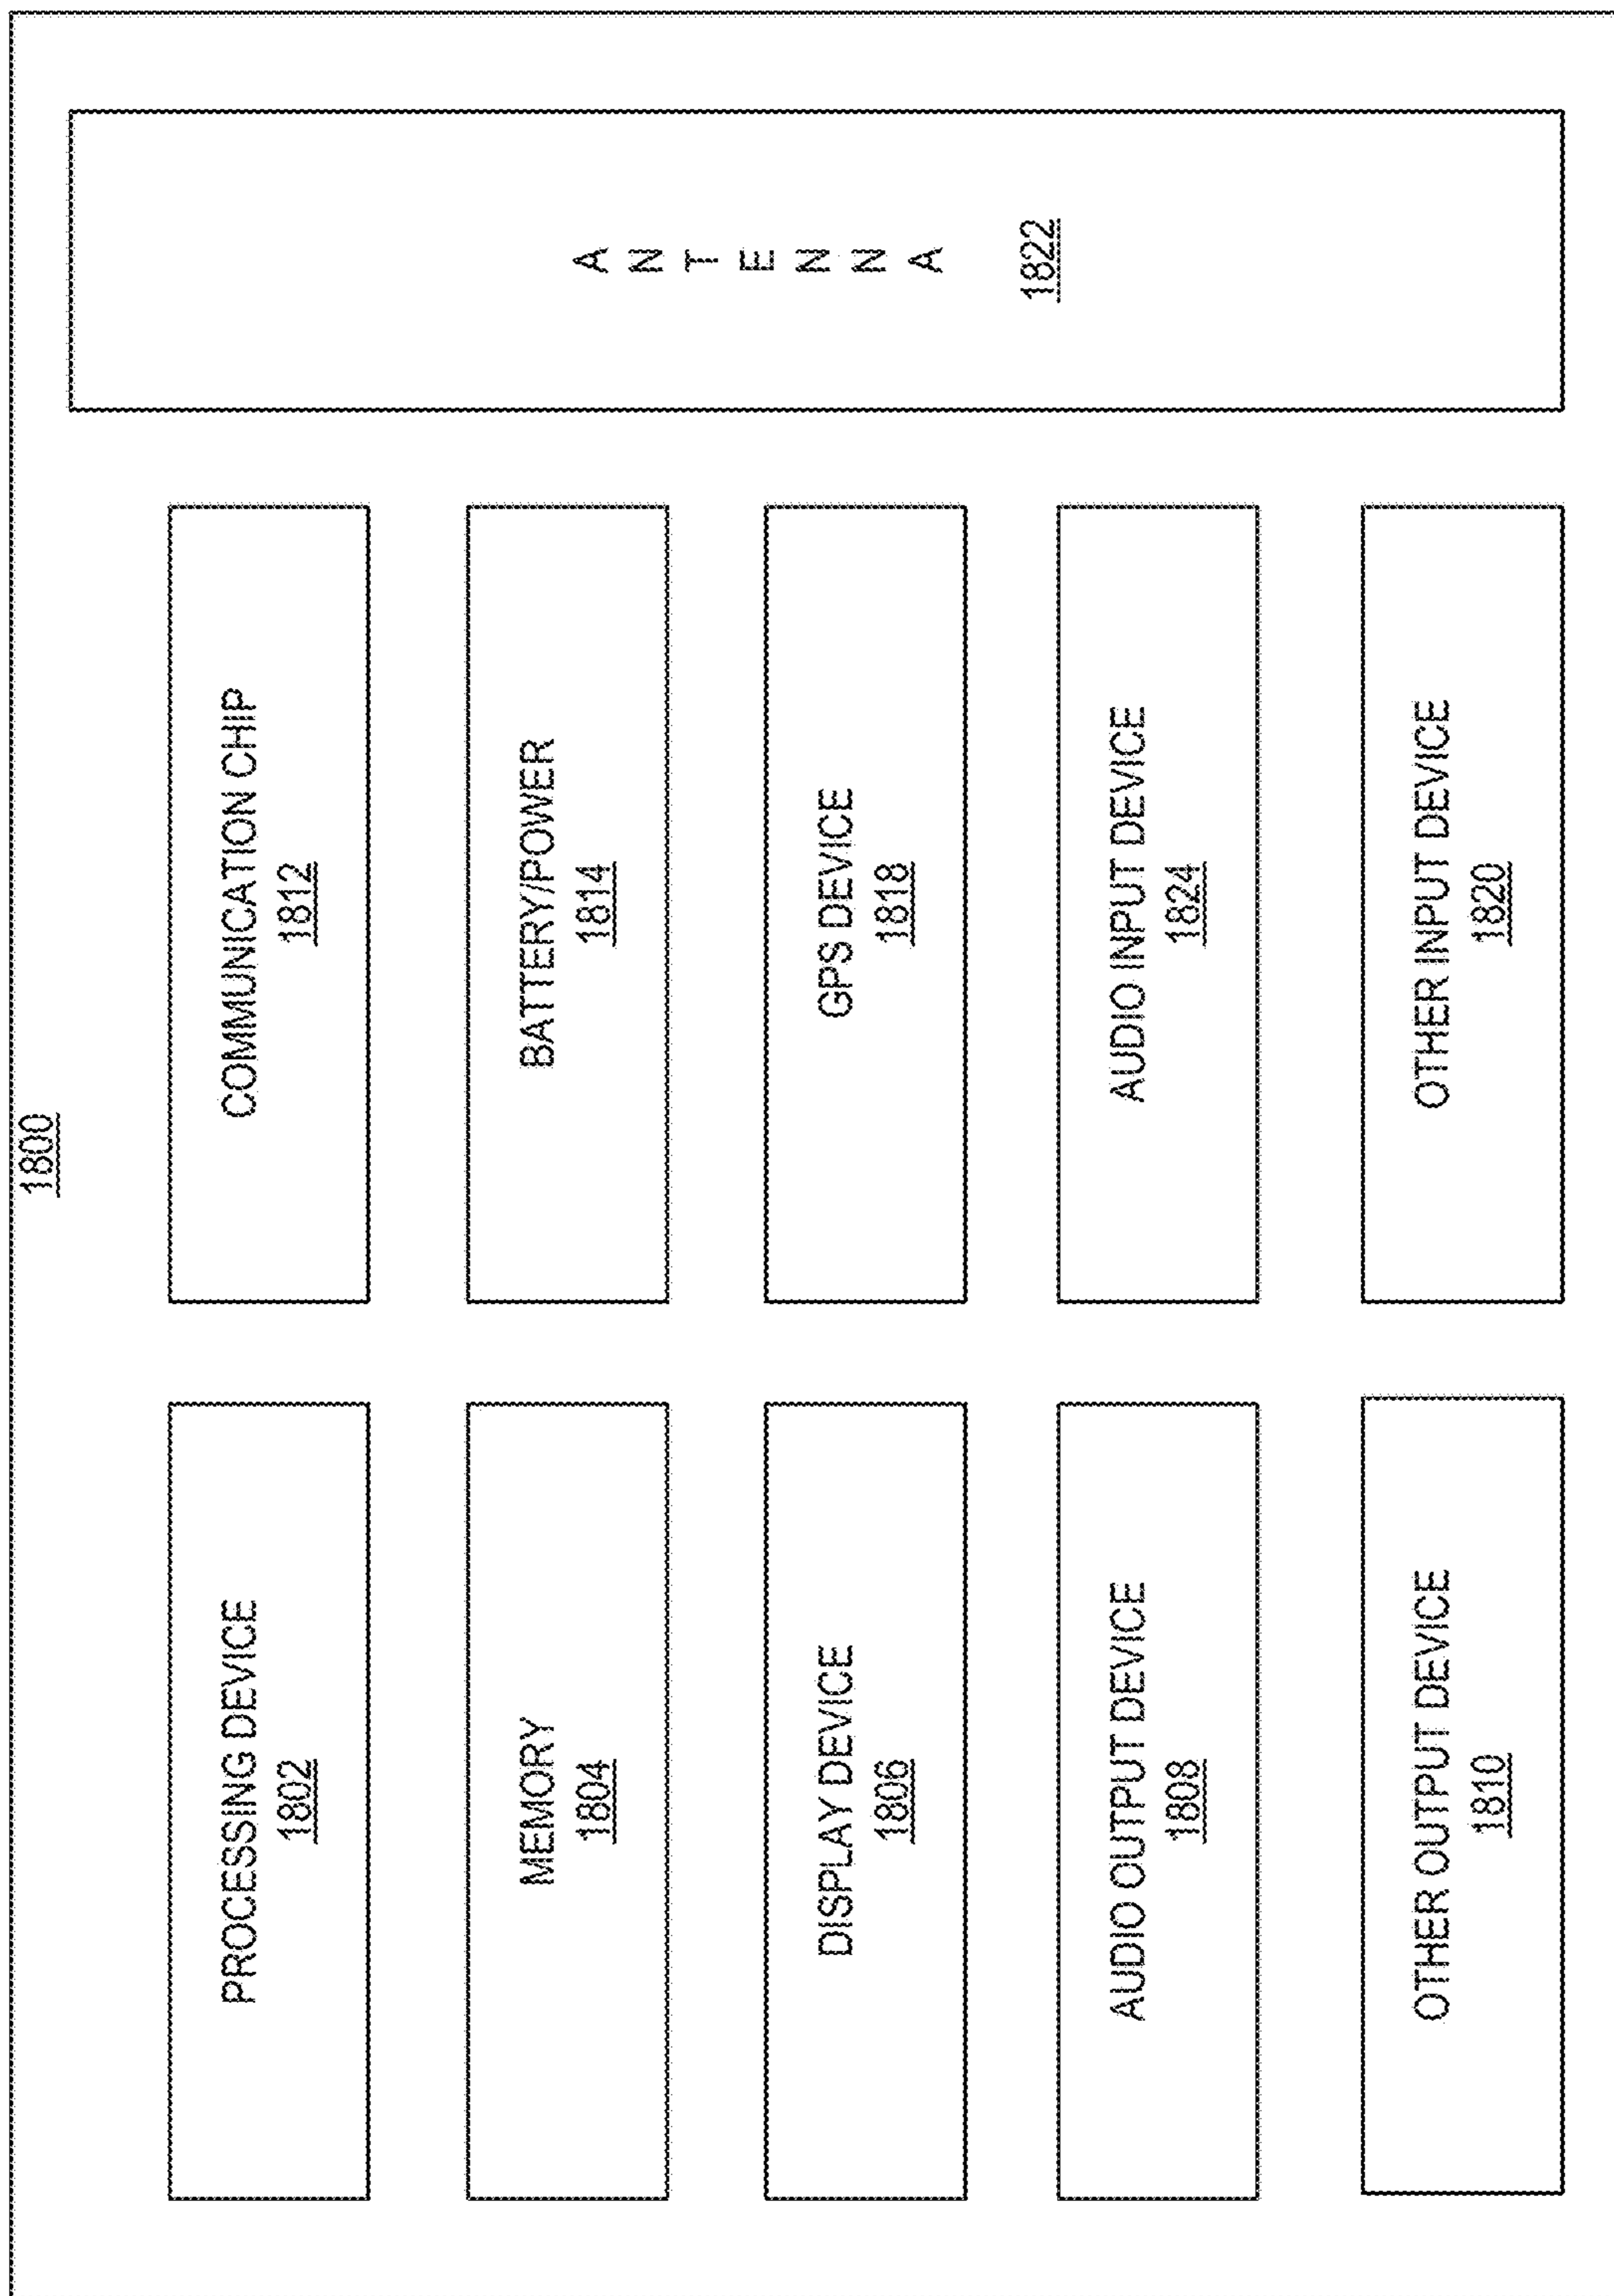 1800
PROCESSING DEVICE
1802
COMMUNICATION CHIP
1812
MEMORY
1804
BATTERY/POWER
1814
DISPLAY DEVICE
1806
GPS DEVICE
1818
AUDIO OUTPUT DEVICE
1808
AUDIO INPUT DEVICE
1824
OTHER OUTPUT DEVICE
1810
OTHER INPUT DEVICE
1820
A
N
T
E
N
N
A
1822